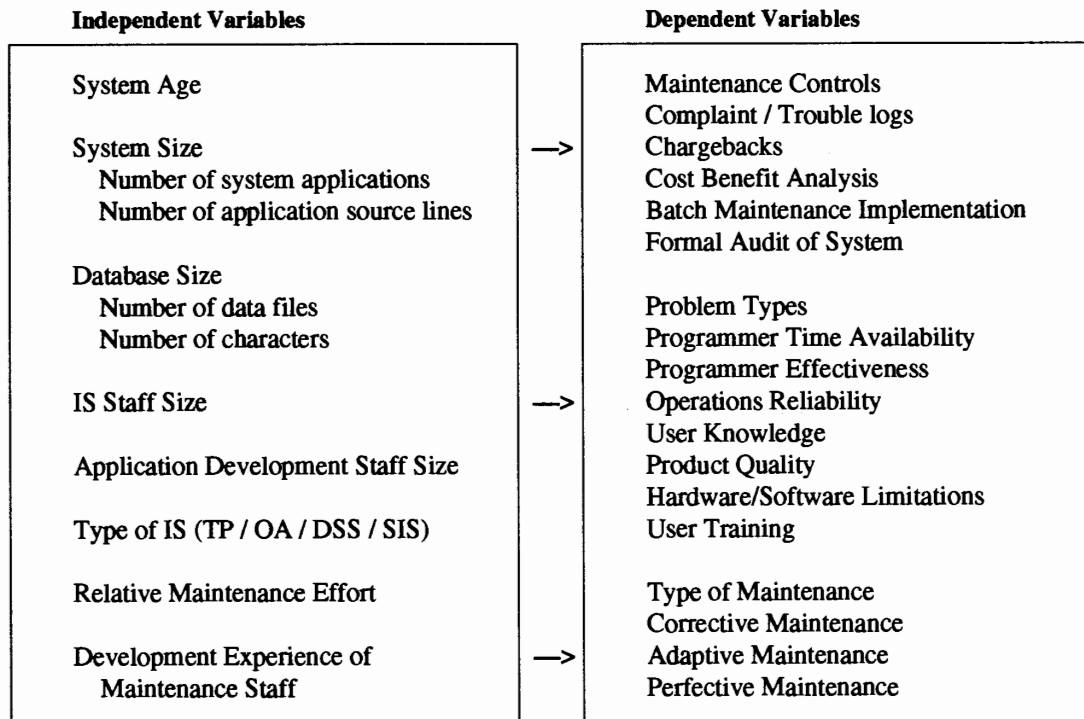 Independent Variables
System Age
System Size
Number of system applications
Number of application source lines
Database Size
Number of data files
Number of characters
IS Staff Size
Application Development Staff Size
Type of IS (TP / OA / DSS / SIS)
Relative Maintenance Effort
Development Experience of
Maintenance Staff
—>
—>
—>
Dependent Variables
Maintenance Controls
Complaint / Trouble logs
Chargebacks
Cost Benefit Analysis
Batch Maintenance Implementation
Formal Audit of System
Problem Types
Programmer Time Availability
Programmer Effectiveness
Operations Reliability
User Knowledge
Product Quality
Hardware/Software Limitations
User Training
Type of Maintenance
Corrective Maintenance
Adaptive Maintenance
Perfective Maintenance